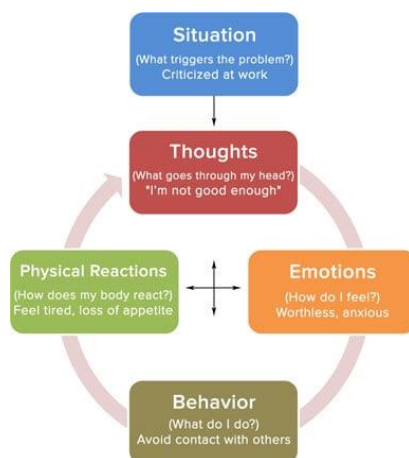 Situation
(What triggers the problem?)
Criticized at work
Thoughts
(What goes through my head?)
"I'm not good enough"
Physical Reactions
(How does my body react?)
Feel tired, loss of appetite
Emotions
(How do I feel?)
Worthless, anxious
Behavior
(What do I do?)
Avoid contact with others